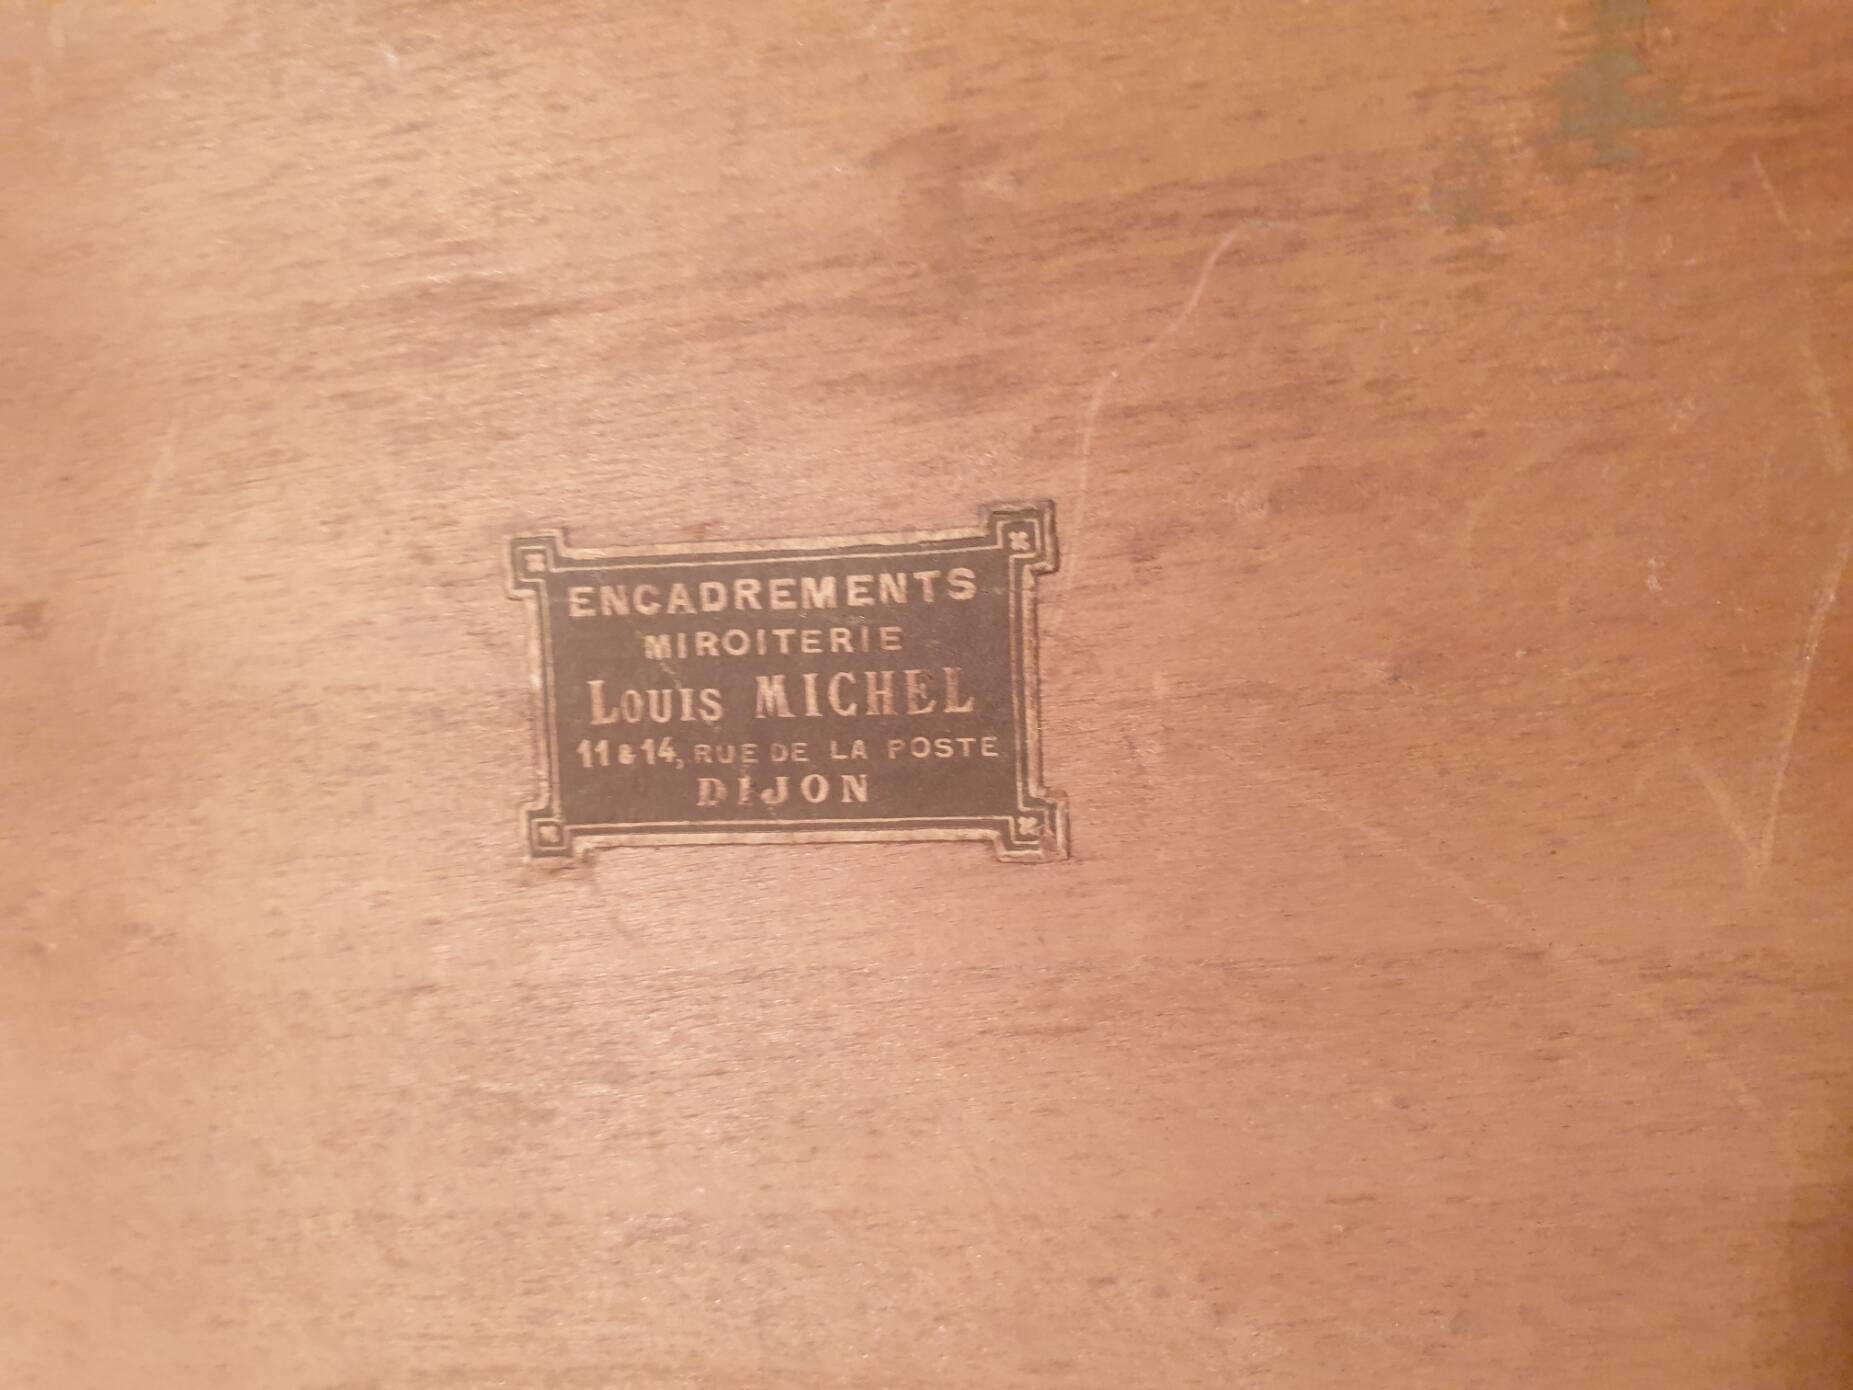 ENCADREMENTS
MIROITERIE
LOUIS MICHEL
11 & 14, RUE DE LA POSTE
DIJON